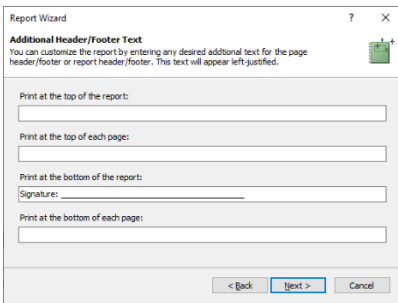 Report Wizard
Additional Header/Footer Text
You can customize the report by entering any desired addtional text for the page
header/footer or report header/footer. This text will appear left-justified.
Print at the top of the report:
Print at the top of each page:
Print at the bottom of the report:
Signature: ______________________________
Print at the bottom of each page:
< Back Next > Cancel